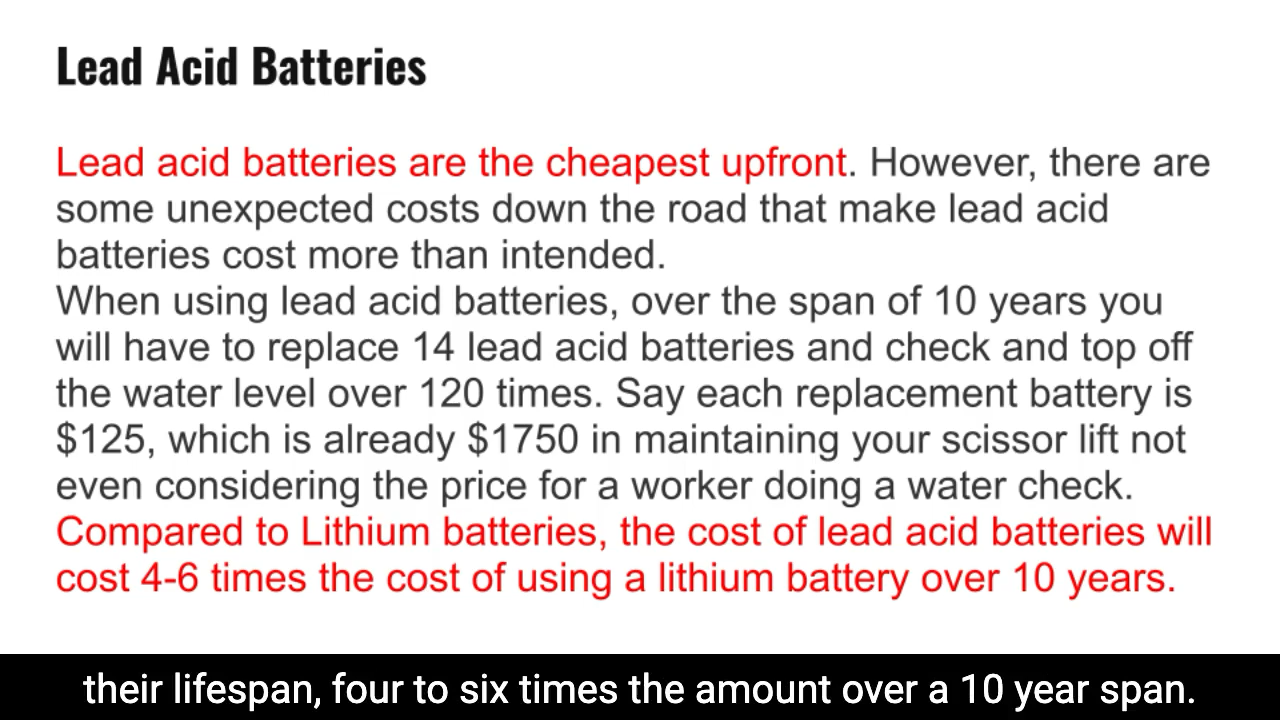 Lead Acid Batteries
Lead acid batteries are the cheapest upfront. However, there are
some unexpected costs down the road that make lead acid
batteries cost more than intended.
When using lead acid batteries, over the span of 10 years you
will have to replace 14 lead acid batteries and check and top off
the water level over 120 times. Say each replacement battery is
$125, which is already $1750 in maintaining your scissor lift not
even considering the price for a worker doing a water check.
Compared to Lithium batteries, the cost of lead acid batteries will
cost 4-6 times the cost of using a lithium battery over 10 years.
their lifespan, four to six times the amount over a 10 year span.